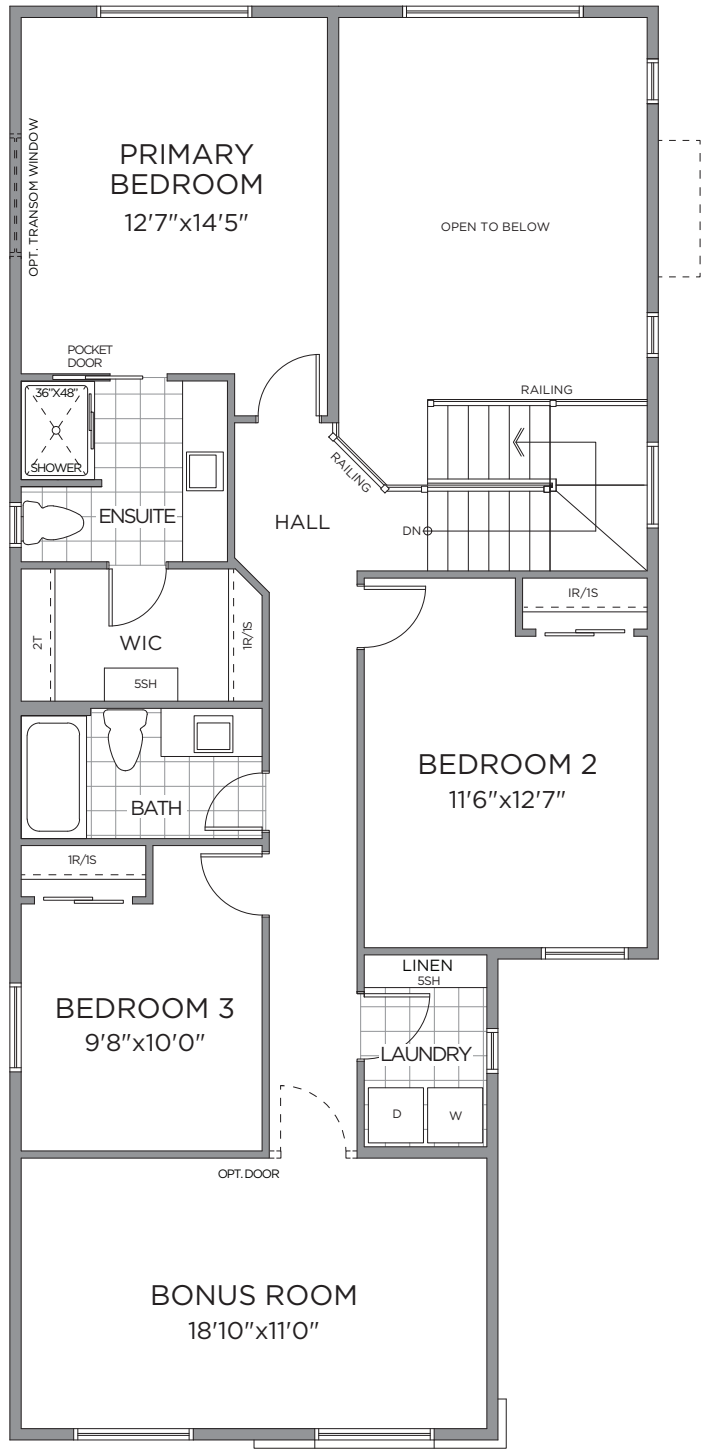 OPT. TRANSOM WINDOW
PRIMARY
BEDROOM
12'7"x14'5"
OPEN TO BELOW
POCKET
DOOR
36"X48"
SHOWER
RAILING
RAILING
ENSUITE
HALL
DN
IR/1S
2T
WIC
1R/1S
5SH
BEDROOM 2
11'6"x12'7"
BATH
1R/1S
LINEN
5SH
BEDROOM 3
9'8"x10'0"
LAUNDRY
D
W
OPT. DOOR
BONUS ROOM
18'10"x11'0"